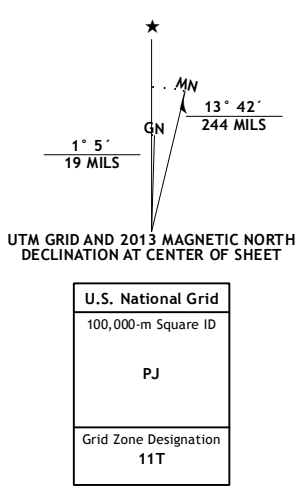 ★
MN
13° 42´
244 MILS
GN
1° 5´
19 MILS
UTM GRID AND 2013 MAGNETIC NORTH
DECLINATION AT CENTER OF SHEET
U.S. National Grid
100,000-m Square ID
PJ
Grid Zone Designation
11T